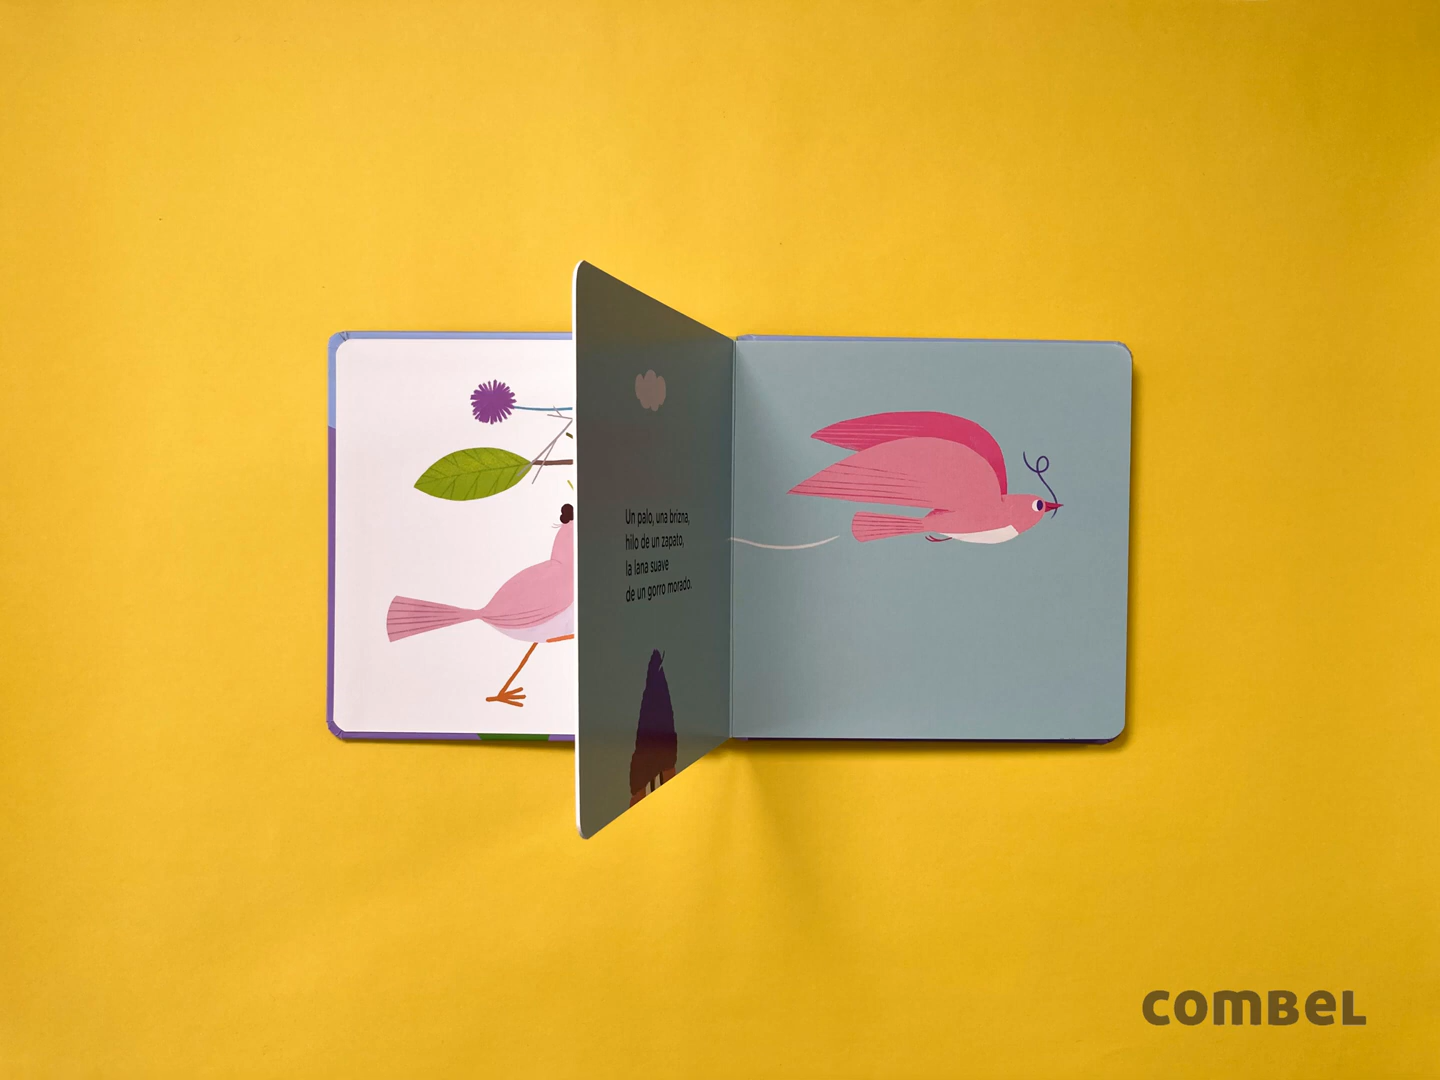 Un palo, una brizna,
hilo de un zapato,
la lana suave
de un gorro morado.
COMBEL